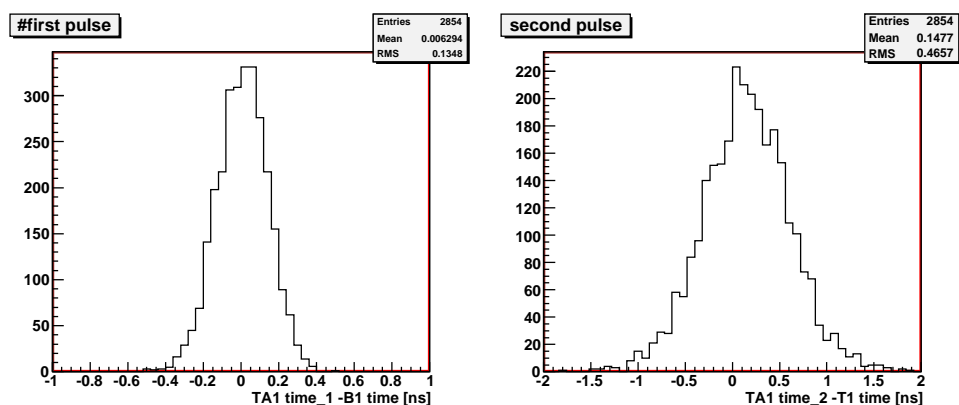 #first pulse
Entries 2854
Mean 0.006294
RMS 0.1348
300
250
200
150
100
50
0
-1 -0.8 -0.6 -0.4 -0.2 0 0.2 0.4 0.6 0.8 1
TA1 time_1 -B1 time [ns]
second pulse
Entries 2854
Mean 0.1477
RMS 0.4657
220
200
180
160
140
120
100
80
60
40
20
0
-2 -1.5 -1 -0.5 0 0.5 1 1.5 2
TA1 time_2 -T1 time [ns]